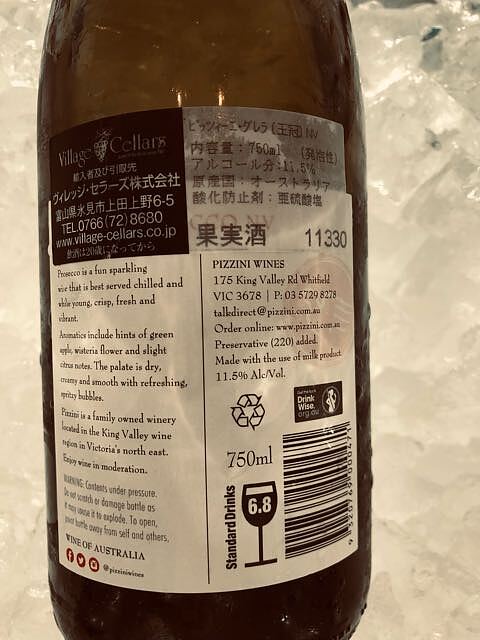 Village Cellars
輸入者及び引取先
ヴィレッジ・セラーズ株式会社
富山県氷見市上田上野6-5
TEL 0766(72)8680
www.village-cellars.co.jp
飲酒は20歳になってから
ピッツィーニ・グレラ(王冠)NV
内容量:750ml (発泡性)
アルコール分:11.5%
原産国:オーストラリア
酸化防止剤:亜硫酸塩
果実酒 11330
Prosecco is a fun sparkling
wine that is best served chilled and
while young, crisp, fresh and
vibrant.
Aromatics include hints of green
apple, wisteria flower and slight
citrus notes. The palate is dry,
creamy and smooth with refreshing,
spritzy bubbles.
Pizzini is a family owned winery
located in the King Valley wine
region in Victoria's north east.
Enjoy wine in moderation.
WARNING: Contents under pressure.
Do not scratch or damage bottle as
it may cause it to explode. To open,
point bottle away from self and others.
WINE OF AUSTRALIA
@pizziniwines
PIZZINI WINES
175 King Valley Rd Whitfield
VIC 3678 | P: 03 5729 8278
talkdirect@pizzini.com.au
Order online: www.pizzini.com.au
Preservative (220) added.
Made with the use of milk product.
11.5% Alc/Vol.
Get the facts
Drink
Wise.
org.au
750ml
Standard Drinks
6.8